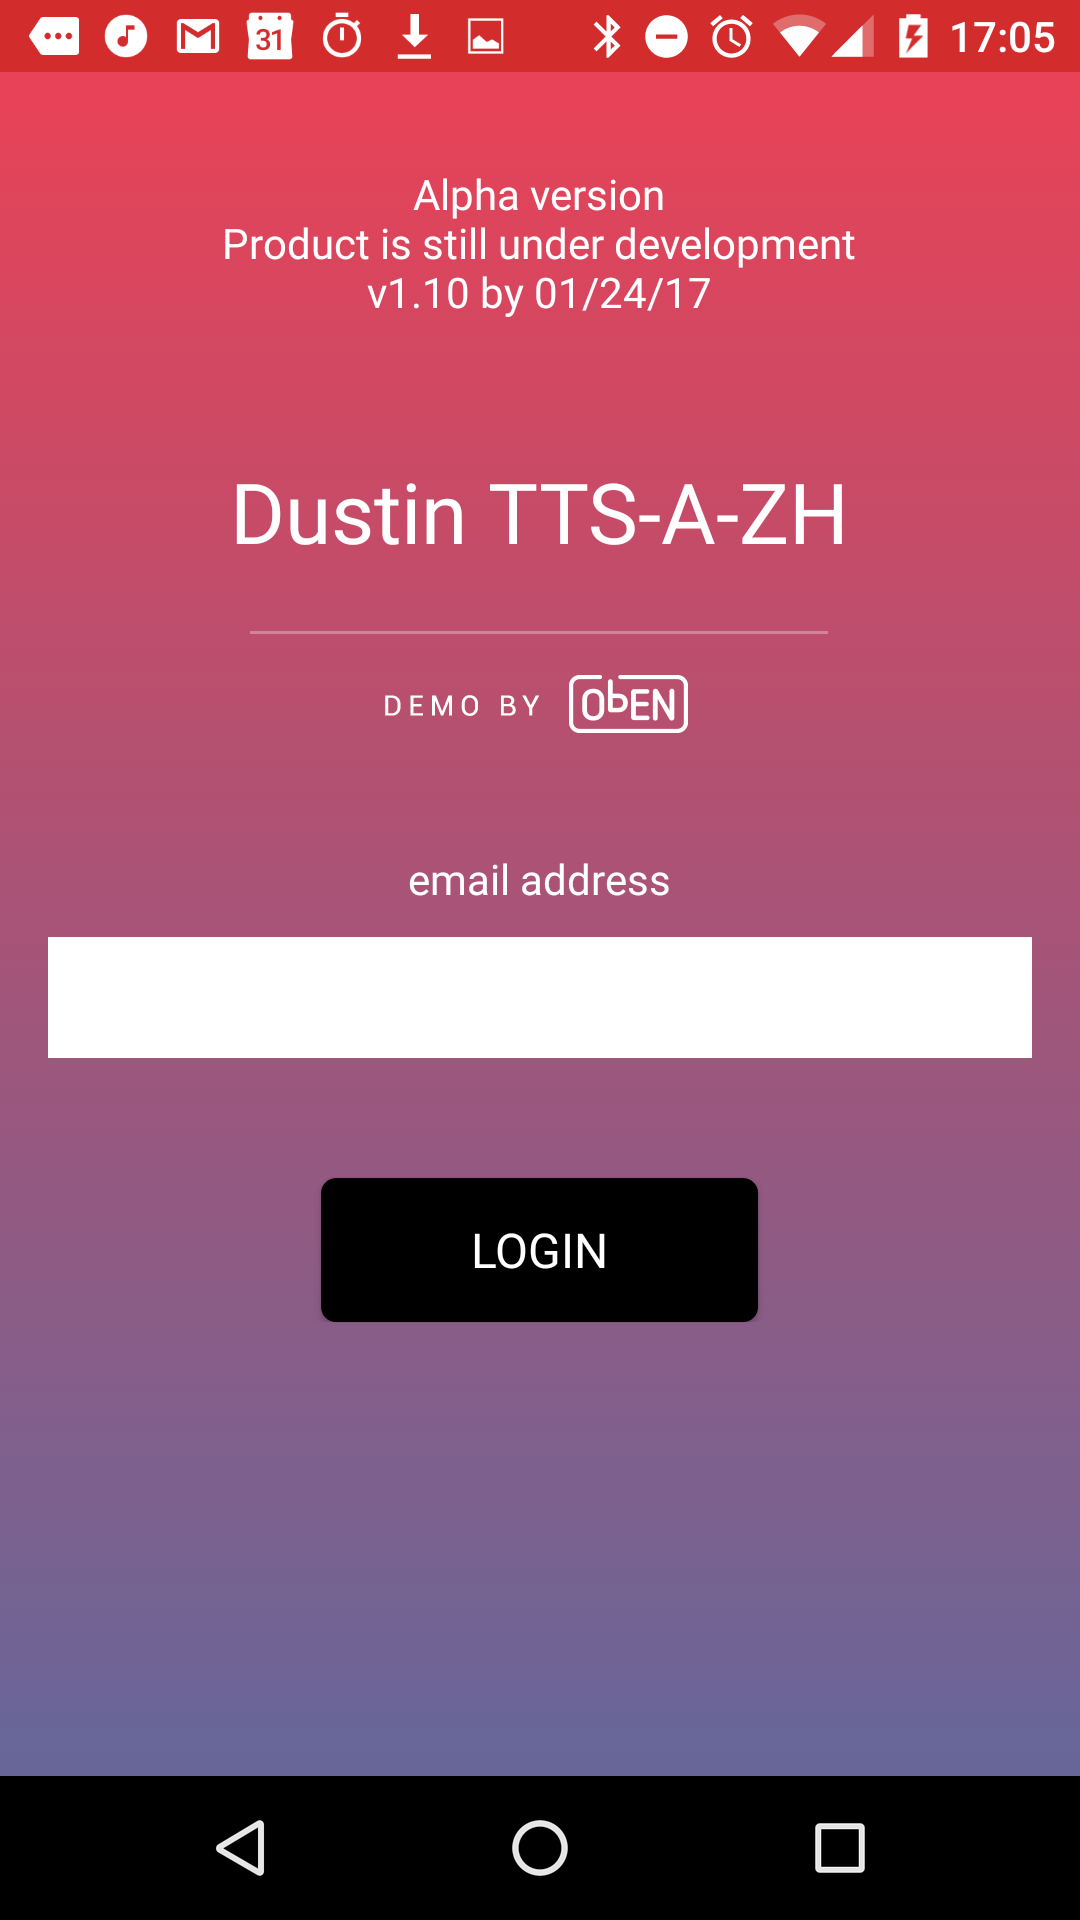 31
17:05
Alpha version
Product is still under development
v1.10 by 01/24/17
Dustin TTS-A-ZH
DEMO BY ObEN
email address
LOGIN